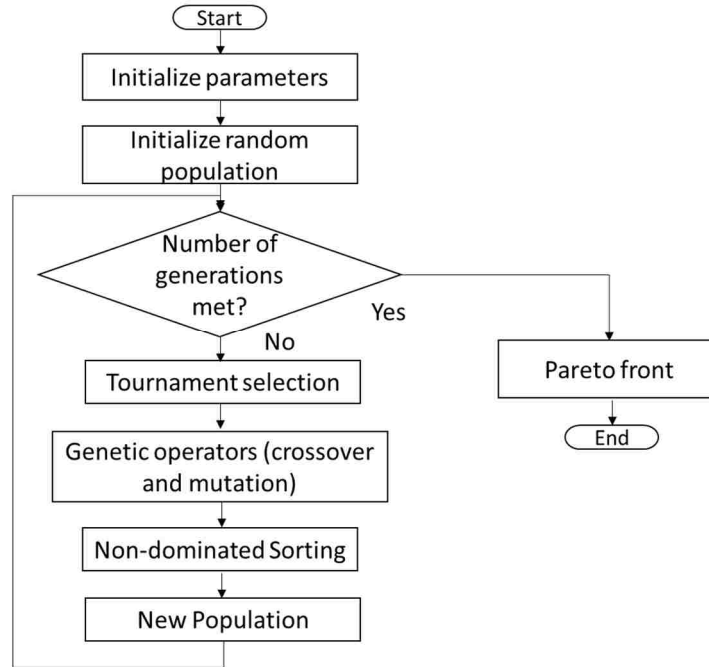 Start
Initialize parameters
Initialize random
population
Number of
generations
met?
Yes
No
Tournament selection
Pareto front
End
Genetic operators (crossover
and mutation)
Non-dominated Sorting
New Population